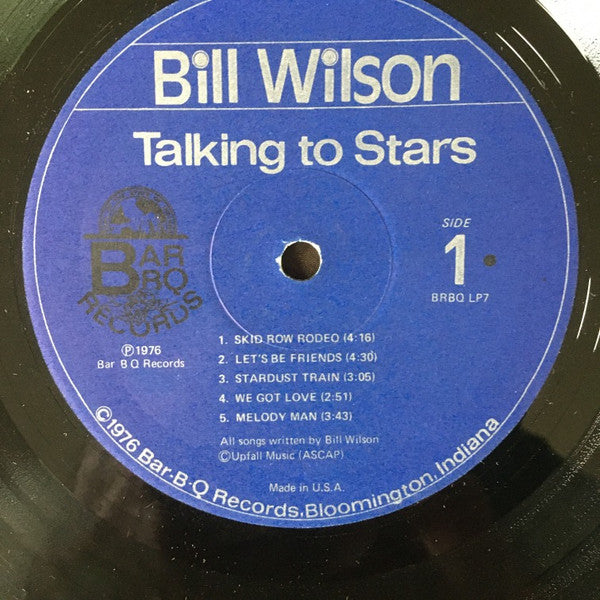 Bill Wilson
Talking to Stars
BAR
BQ
RECORDS
℗1976
Bar B Q Records
SIDE
1
BRBQ LP7
1. SKID ROW RODEO (4:16)
2. LET'S BE FRIENDS (4:30)
3. STARDUST TRAIN (3:05)
4. WE GOT LOVE (2:51)
5. MELODY MAN (3:43)
All songs written by Bill Wilson
©Upfall Music (ASCAP)
Made in U.S.A.
©1976 Bar-B-Q Records, Bloomington, Indiana